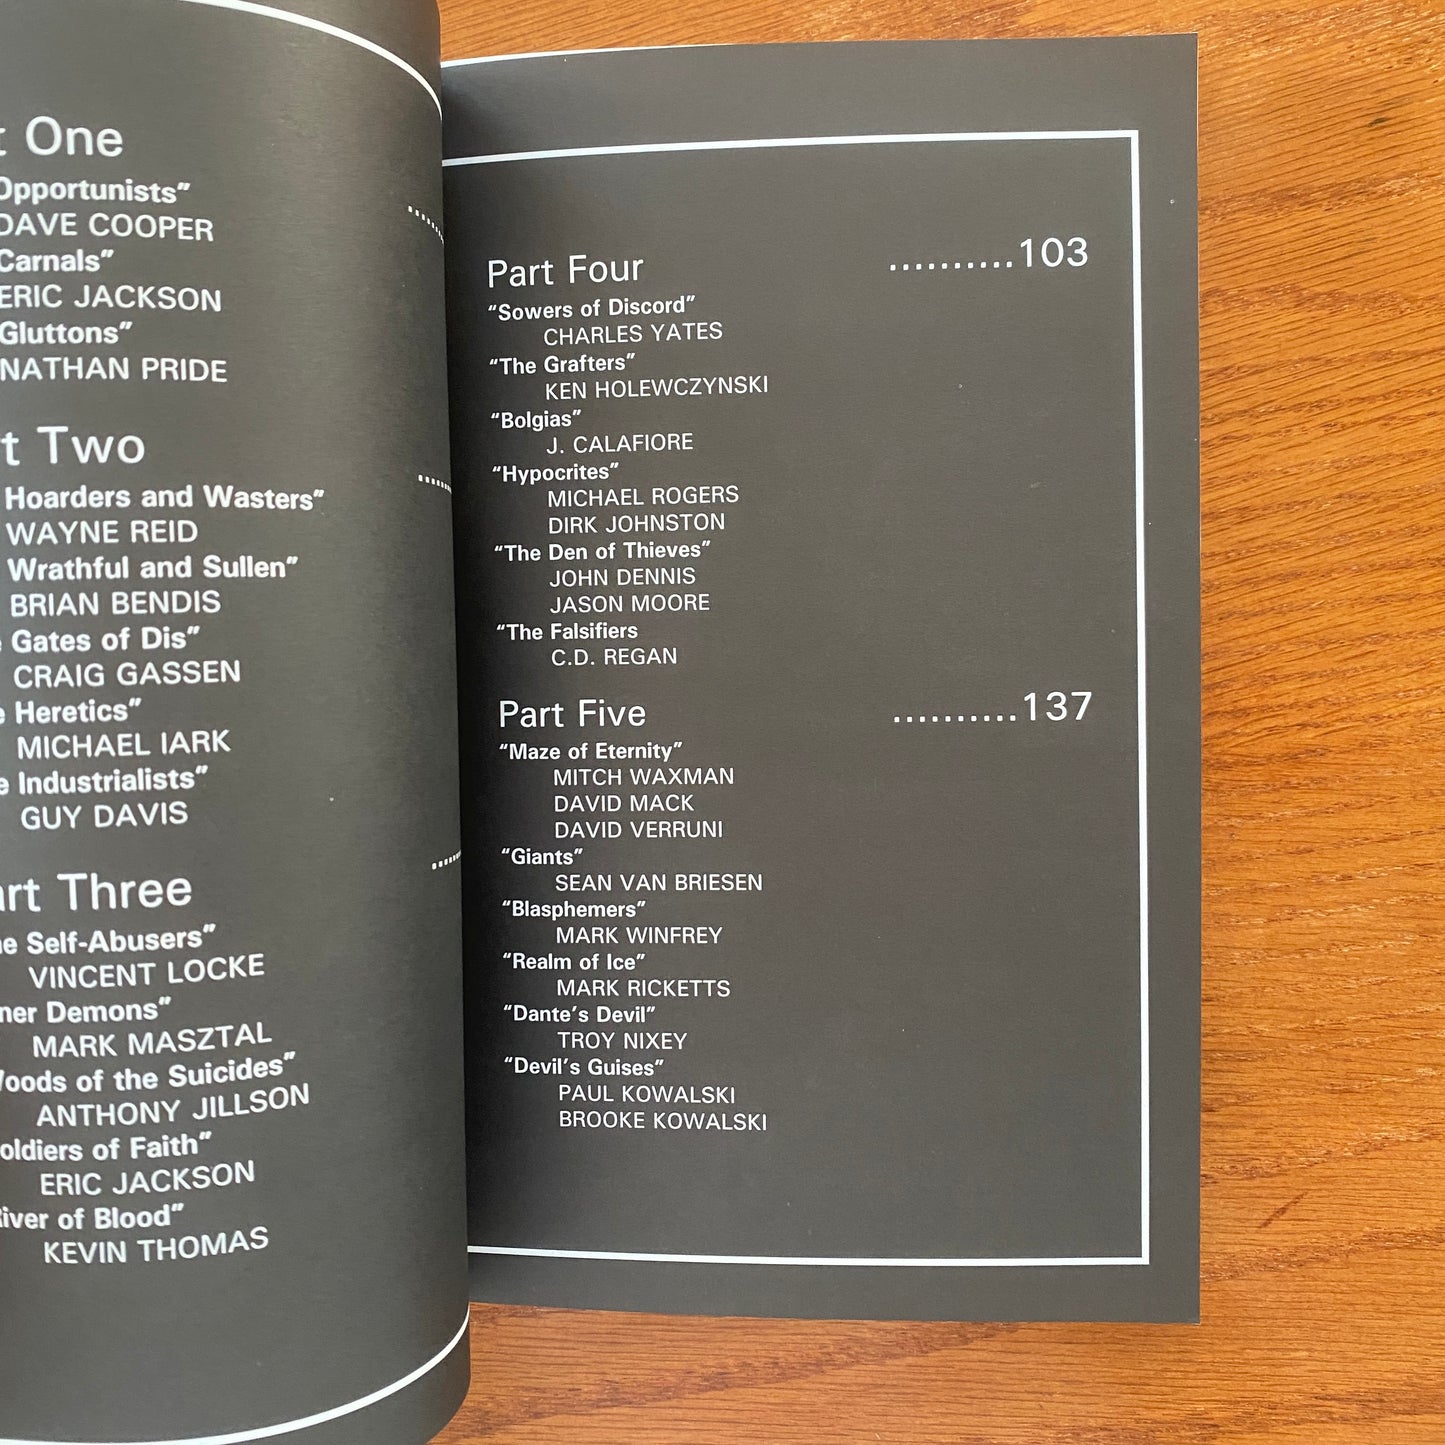 One
Opportunists"
DAVE COOPER
Carnals"
ERIC JACKSON
Gluttons"
NATHAN PRIDE
Two
Hoarders and Wasters"
WAYNE REID
Wrathful and Sullen"
BRIAN BENDIS
Gates of Dis"
CRAIG GASSEN
Heretics"
MICHAEL IARK
Industrialists"
GUY DAVIS
Three
Self-Abusers"
VINCENT LOCKE
Demons"
MARK MASZTAL
of the Suicides"
ANTHONY JILLSON
of Faith"
ERIC JACKSON
of Blood"
KEVIN THOMAS
Part Four ..........103
"Sowers of Discord"
CHARLES YATES
"The Grafters"
KEN HOLEWCZYNSKI
"Bolgias"
J. CALAFIORE
"Hypocrites"
MICHAEL ROGERS
DIRK JOHNSTON
"The Den of Thieves"
JOHN DENNIS
JASON MOORE
"The Falsifiers
C.D. REGAN
Part Five ..........137
"Maze of Eternity"
MITCH WAXMAN
DAVID MACK
DAVID VERRUNI
"Giants"
SEAN VAN BRIESEN
"Blasphemers"
MARK WINFREY
"Realm of Ice"
MARK RICKETTS
"Dante's Devil"
TROY NIXEY
"Devil's Guises"
PAUL KOWALSKI
BROOKE KOWALSKI